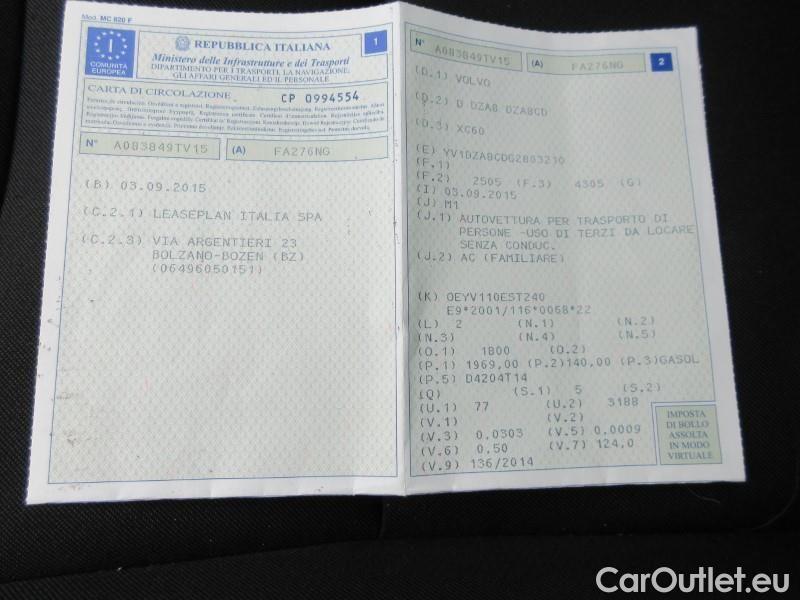 Mod. MC 820 F
I
COMUNITÀ
EUROPEA
REPUBBLICA ITALIANA
Ministero delle Infrastrutture e dei Trasporti
DIPARTIMENTO PER I TRASPORTI, LA NAVIGAZIONE,
GLI AFFARI GENERALI ED IL PERSONALE
1
CARTA DI CIRCOLAZIONE CP 0994554
N° A083849TV15 (A) FA276NG
(B) 03.09.2015
(C.2.1) LEASEPLAN ITALIA SPA
(C.2.3) VIA ARGENTIERI 23
BOLZANO-BOZEN (BZ)
(06496050151)
N° A083849TV15 (A) FA276NG 2
(D.1) VOLVO
(D.2) D DZA8 DZA8CD
(D.3) XC60
(E) YV1DZA8CDG2803230
(F.1)
(F.2) 2505 (F.3) 4305 (G)
(I) 03.09.2015
(J) M1
(J.1) AUTOVETTURA PER TRASPORTO DI
PERSONE -USO DI TERZI DA LOCARE
SENZA CONDUC.
(J.2) AC (FAMILIARE)
(K) OEYV110EST240
E9*2001/116*0068*22
(L) 2 (N.1) (N.2)
(N.3) (N.4) (N.5)
(O.1) 1800 (O.2)
(P.1) 1969,00 (P.2)140,00 (P.3)GASOL
(P.5) D4204T14
(Q) (S.1) 5 (S.2)
(U.1) 77 (U.2) 3188
(V.1) (V.2)
(V.3) 0.0303 (V.5) 0.0009
(V.6) 0.50 (V.7) 124,0
(V.9) 136/2014
IMPOSTA
DI BOLLO
ASSOLTA
IN MODO
VIRTUALE
CarOutlet.eu